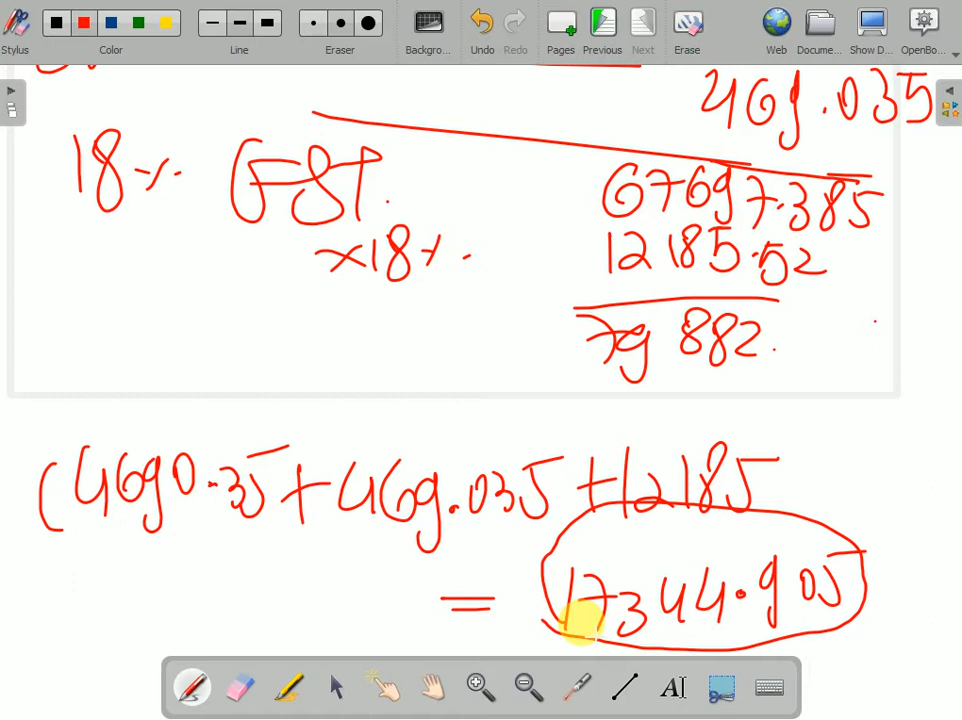 Stylus Color Line Eraser Backgro... Undo Redo Pages Previous Next Erase Web Docume... Show D... OpenBo...
469.035
18%. GST. 67697.385
×18%. 12185.52
79882.
(4690.35+469.035+12185
= 17344.905